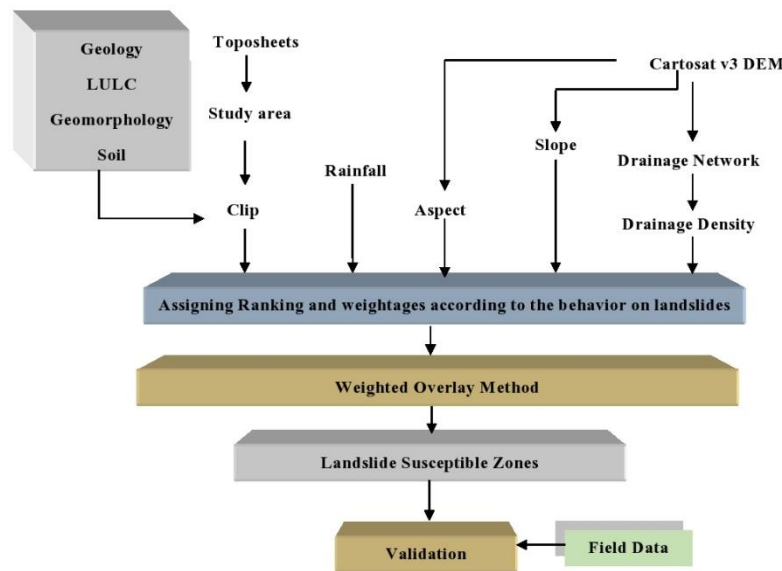 Geology
LULC
Geomorphology
Soil
Toposheets
Study area
Clip
Rainfall
Cartosat v3 DEM
Aspect
Slope
Drainage Network
Drainage Density
Assigning Ranking and weightages according to the behavior on landslides
Weighted Overlay Method
Landslide Susceptible Zones
Validation
Field Data